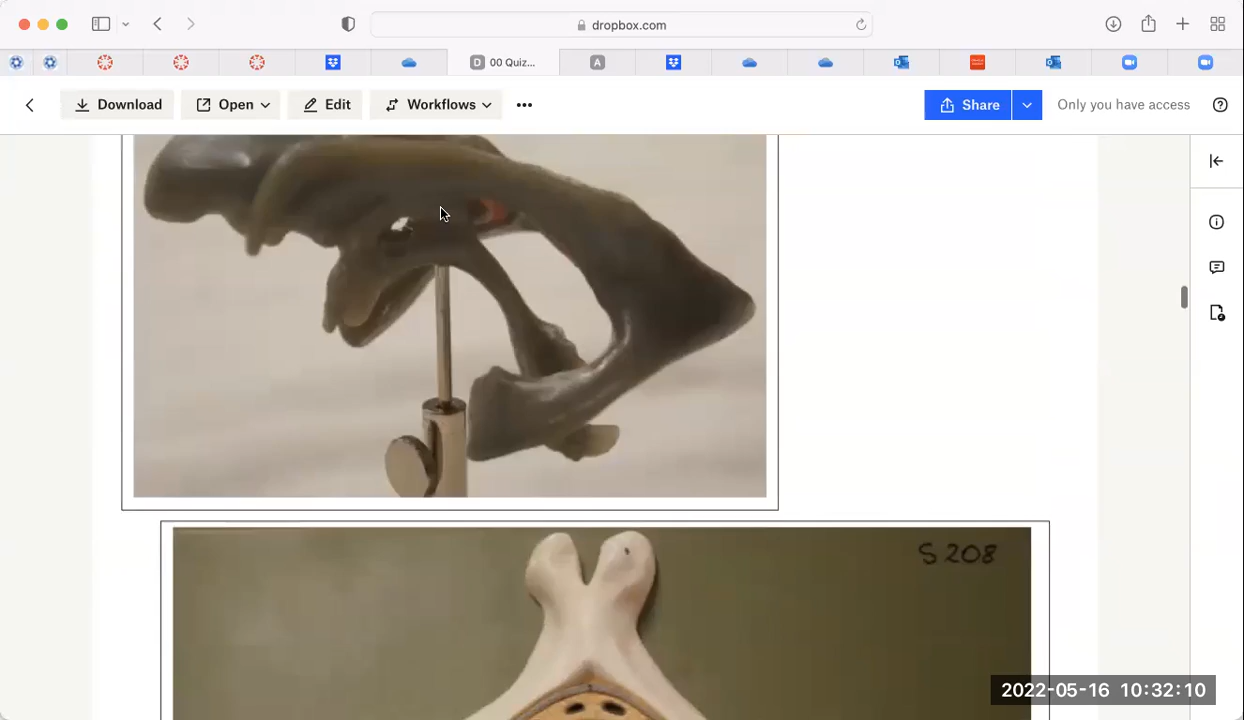 dropbox.com
D 00 Quiz...
A
Download Open Edit Workflows ••• Share Only you have access
S 208
2022-05-16 10:32:10